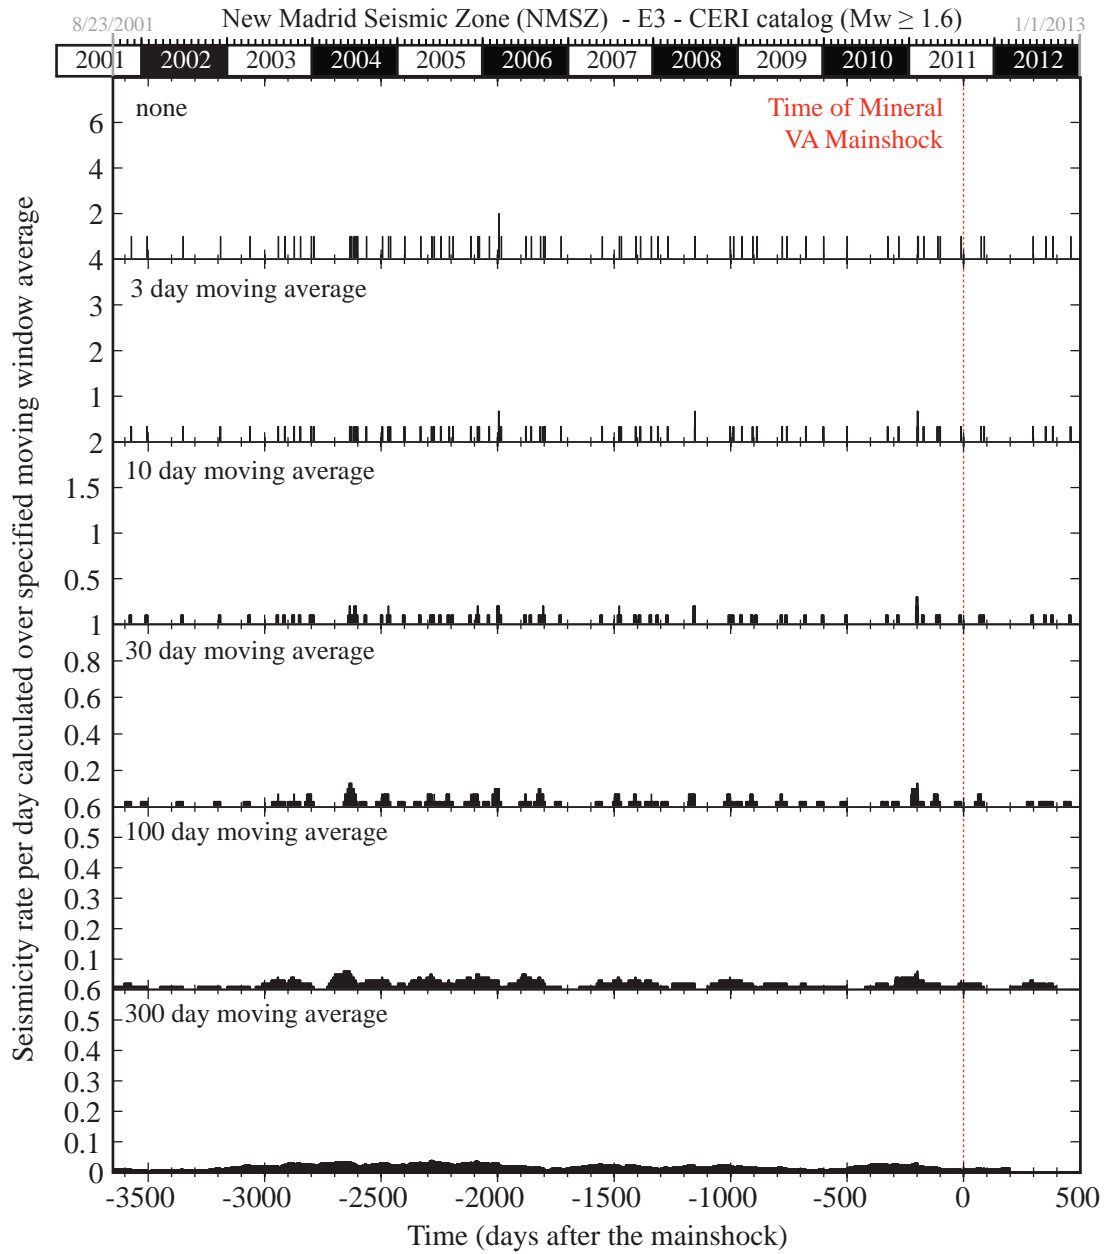 New Madrid Seismic Zone (NMSZ) - E3 - CERI catalog (Mw ≥ 1.6)
8/23/2001 1/1/2013
2001 2002 2003 2004 2005 2006 2007 2008 2009 2010 2011 2012
none
Time of Mineral
VA Mainshock
6
4
2
4
3 day moving average
3
2
1
2
10 day moving average
1.5
1
0.5
1
30 day moving average
0.8
0.6
0.4
0.2
0.6
100 day moving average
0.5
0.4
0.3
0.2
0.1
0.6
300 day moving average
0.5
0.4
0.3
0.2
0.1
0
-3500 -3000 -2500 -2000 -1500 -1000 -500 0 500
Time (days after the mainshock)
Seismicity rate per day calculated over specified moving window average